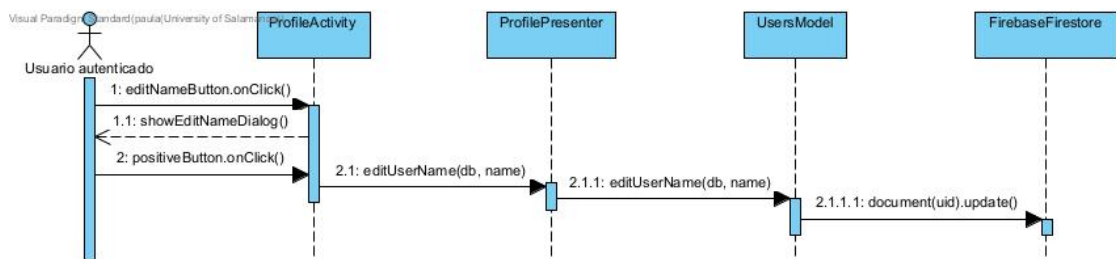 Visual Paradigm Standard(paula(University of Salamanca))
ProfileActivity
ProfilePresenter
UsersModel
FirebaseFirestore
Usuario autenticado
1: editNameButton.onClick()
1.1: showEditNameDialog()
2: positiveButton.onClick()
2.1: editUserName(db, name)
2.1.1: editUserName(db, name)
2.1.1.1: document(uid).update()